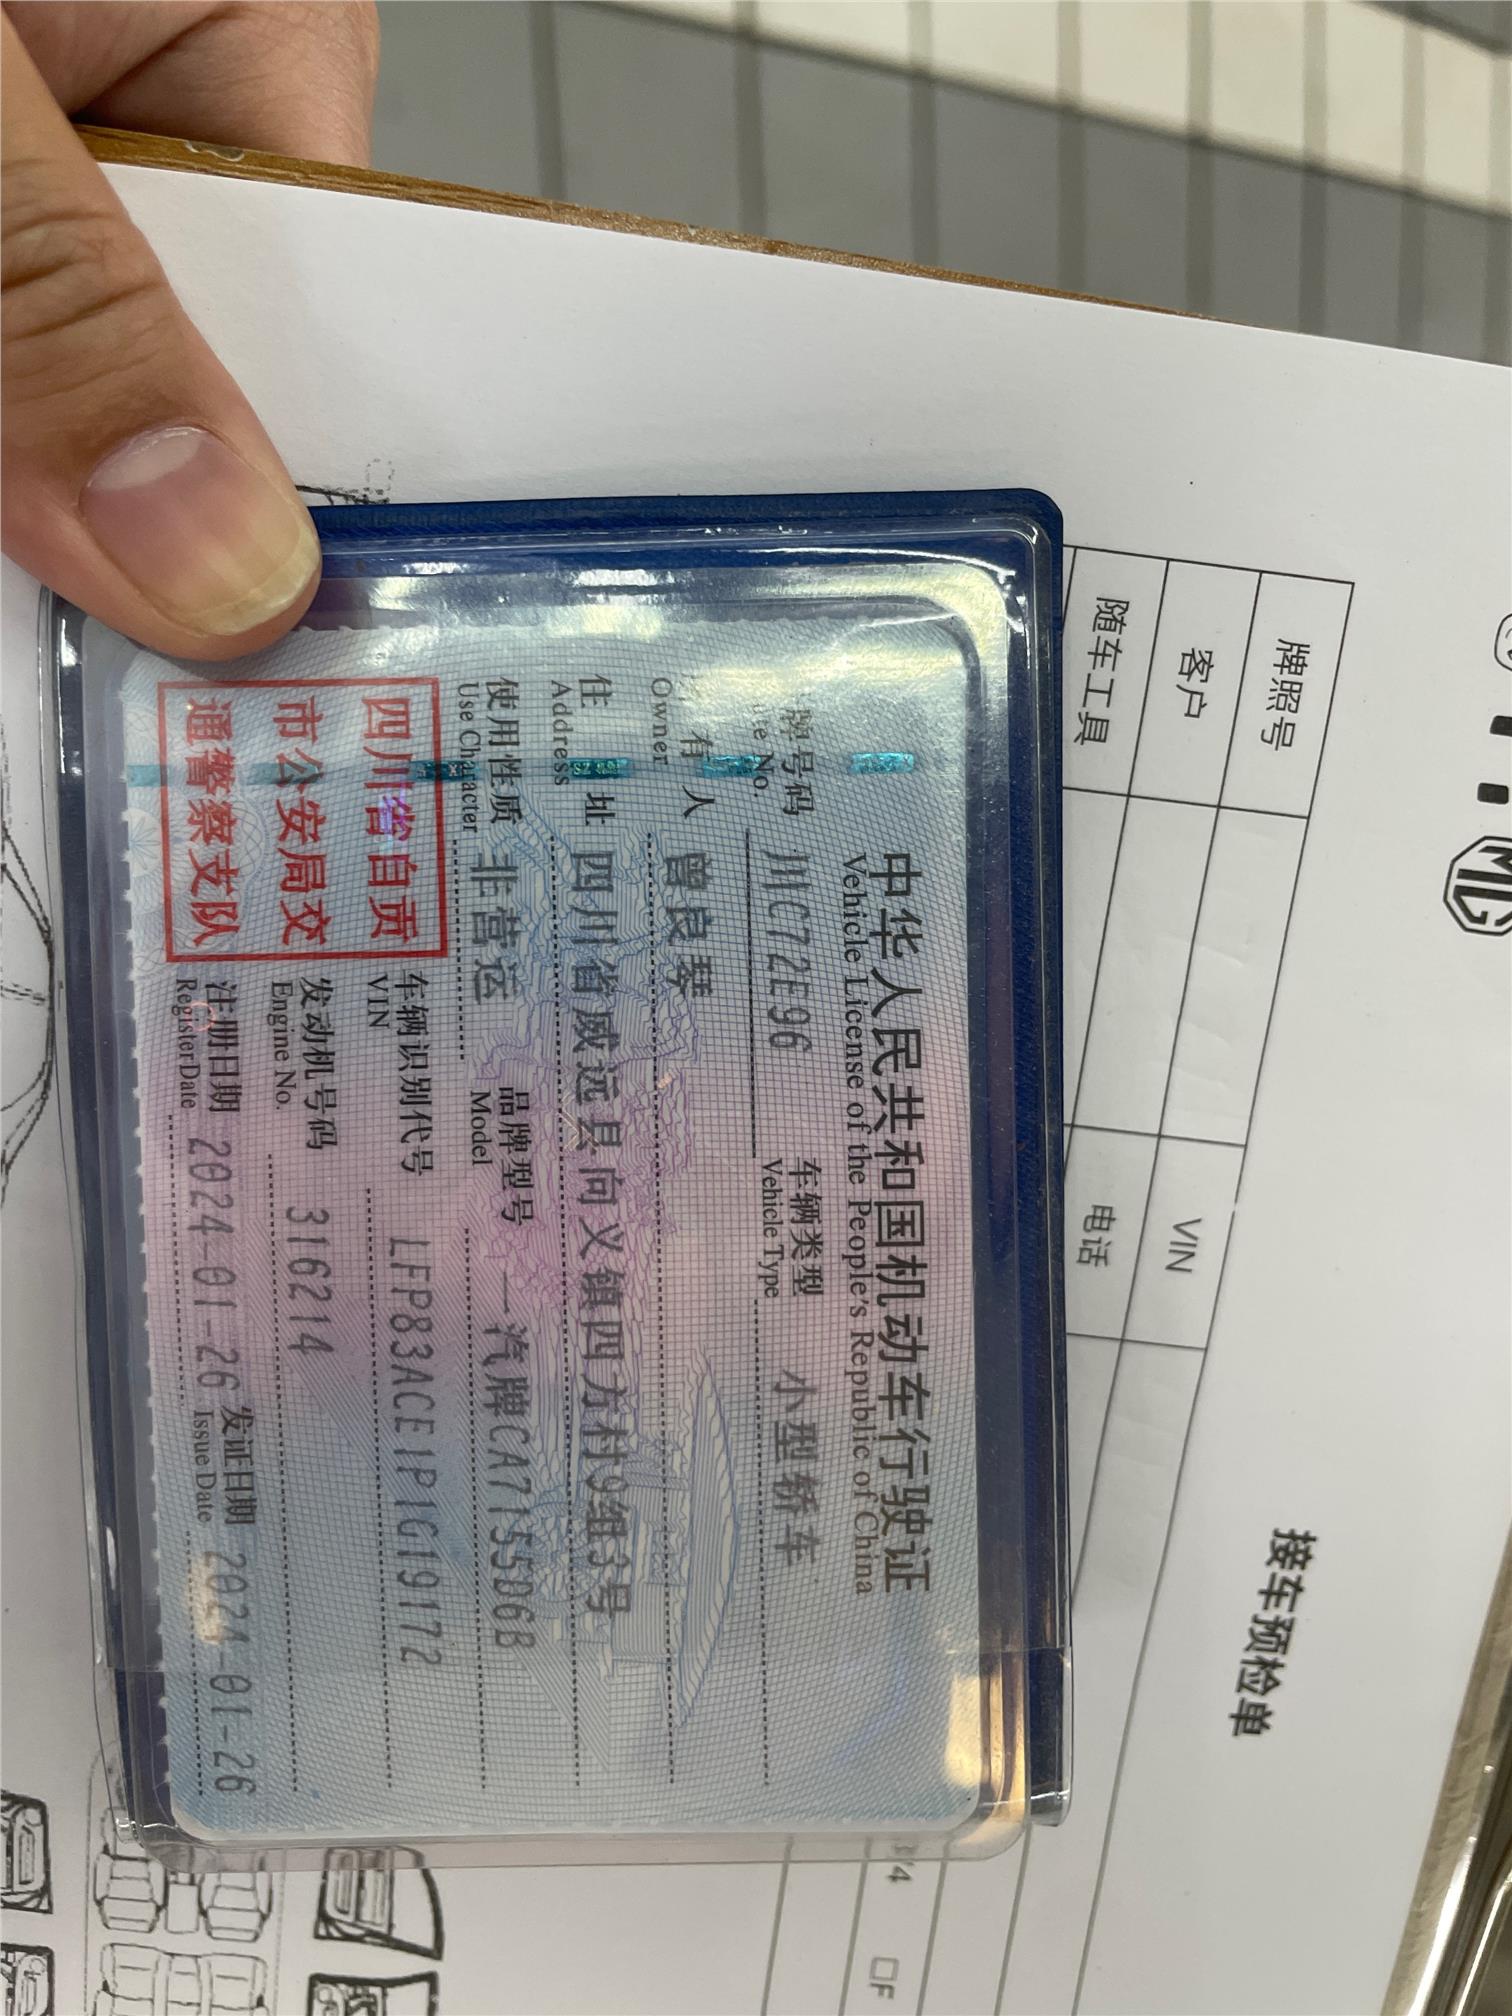 中华人民共和国机动车行驶证
Vehicle License of the People's Republic of China
牌号码 川C72E96 车辆类型 小型轿车
No. Vehicle Type
有人 曾良琴
Owner
住址 四川省威远县向义镇四方村9组3号
Address
使用性质 非营运 品牌型号 一汽牌CA7155D6B
Use Character Model
四川省自贡
市公安局交
通警察支队
车辆识别代号 LFP83ACE1P1G19172
VIN
发动机号码 316214
Engine No.
注册日期 2024-01-26 发证日期 2024-01-26
Register Date Issue Date
MG
接车预检单
牌照号
客户 VIN
随车工具 电话
3/4
□F